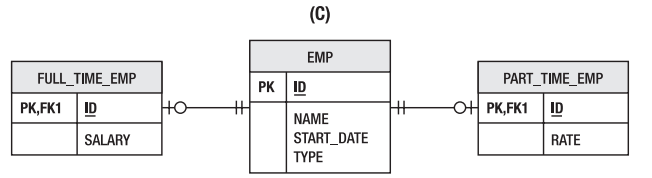 (C)
FULL_TIME_EMP
PK,FK1 ID
SALARY
EMP
PK ID
NAME
START_DATE
TYPE
PART_TIME_EMP
PK,FK1 ID
RATE